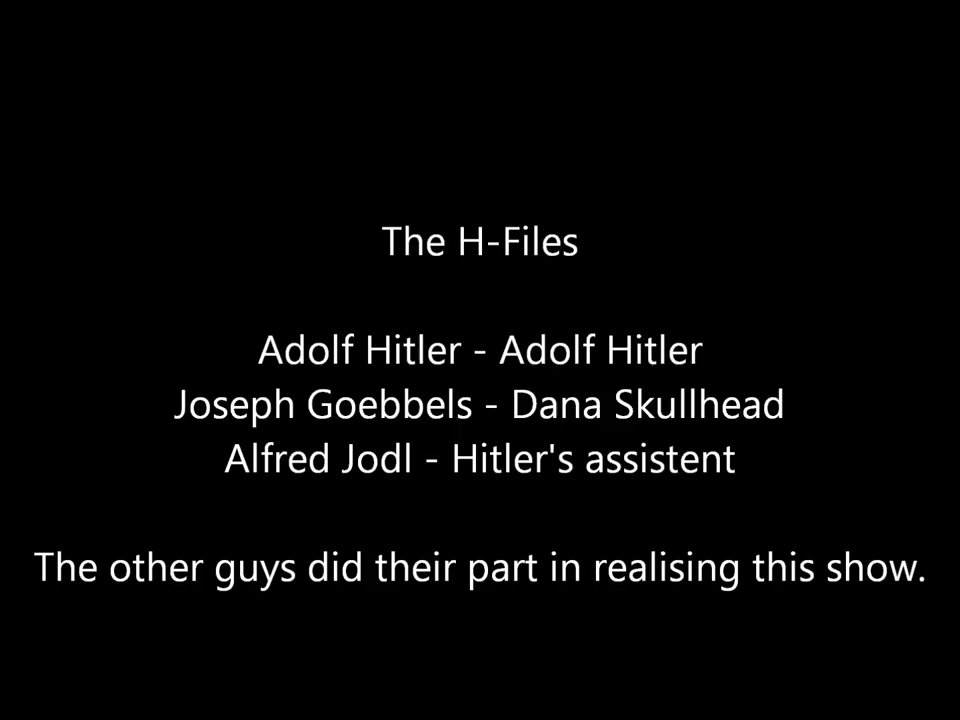 The H-Files
Adolf Hitler - Adolf Hitler
Joseph Goebbels - Dana Skullhead
Alfred Jodl - Hitler's assistent
The other guys did their part in realising this show.